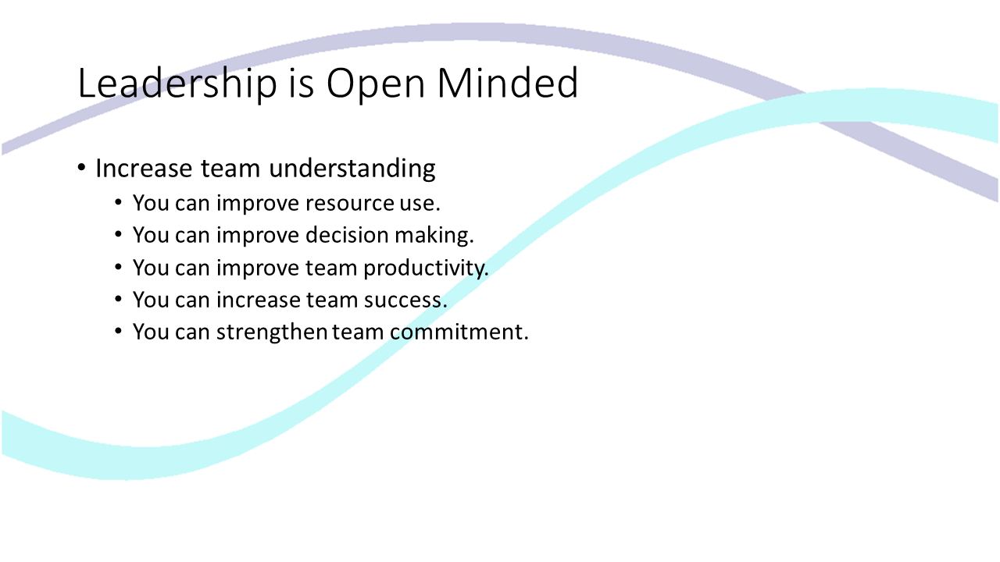 Leadership is Open Minded
• Increase team understanding
• You can improve resource use.
• You can improve decision making.
• You can improve team productivity.
• You can increase team success.
• You can strengthen team commitment.